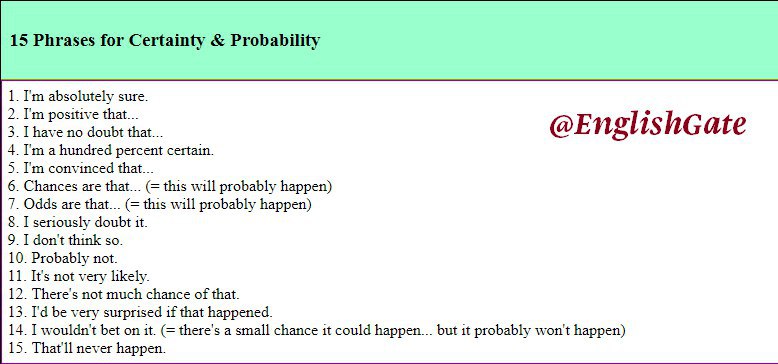 15 Phrases for Certainty & Probability
@EnglishGate
1. I'm absolutely sure.
2. I'm positive that...
3. I have no doubt that...
4. I'm a hundred percent certain.
5. I'm convinced that...
6. Chances are that... (= this will probably happen)
7. Odds are that... (= this will probably happen)
8. I seriously doubt it.
9. I don't think so.
10. Probably not.
11. It's not very likely.
12. There's not much chance of that.
13. I'd be very surprised if that happened.
14. I wouldn't bet on it. (= there's a small chance it could happen... but it probably won't happen)
15. That'll never happen.